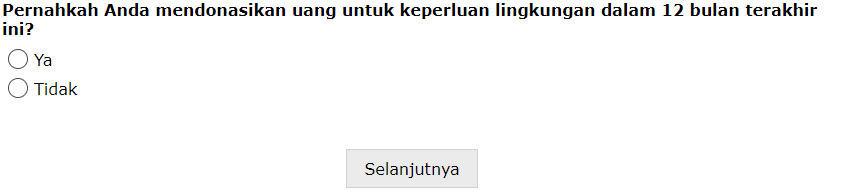 Pernahkah Anda mendonasikan uang untuk keperluan lingkungan dalam 12 bulan terakhir
ini?
Ya
Tidak
Selanjutnya